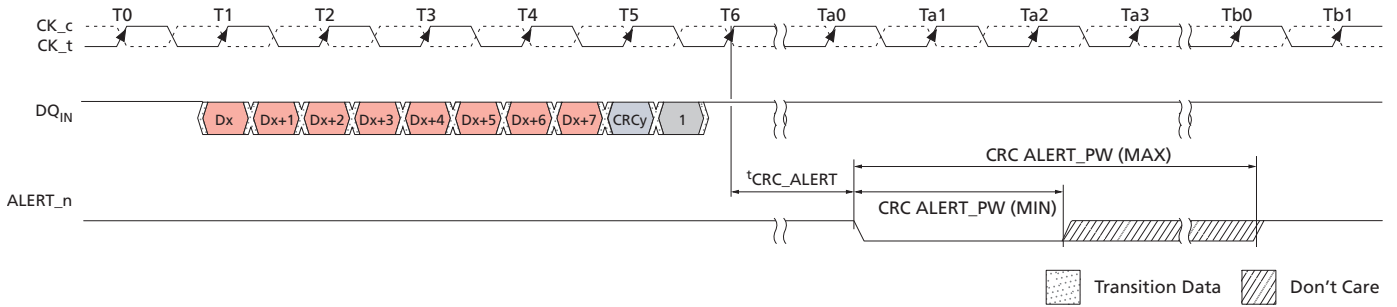 T0 T1 T2 T3 T4 T5 T6 Ta0 Ta1 Ta2 Ta3 Tb0 Tb1
CK_c
CK_t
DQIN
Dx Dx+1 Dx+2 Dx+3 Dx+4 Dx+5 Dx+6 Dx+7 CRCy 1
CRC ALERT_PW (MAX)
tCRC_ALERT
ALERT_n
CRC ALERT_PW (MIN)
Transition Data Don't Care